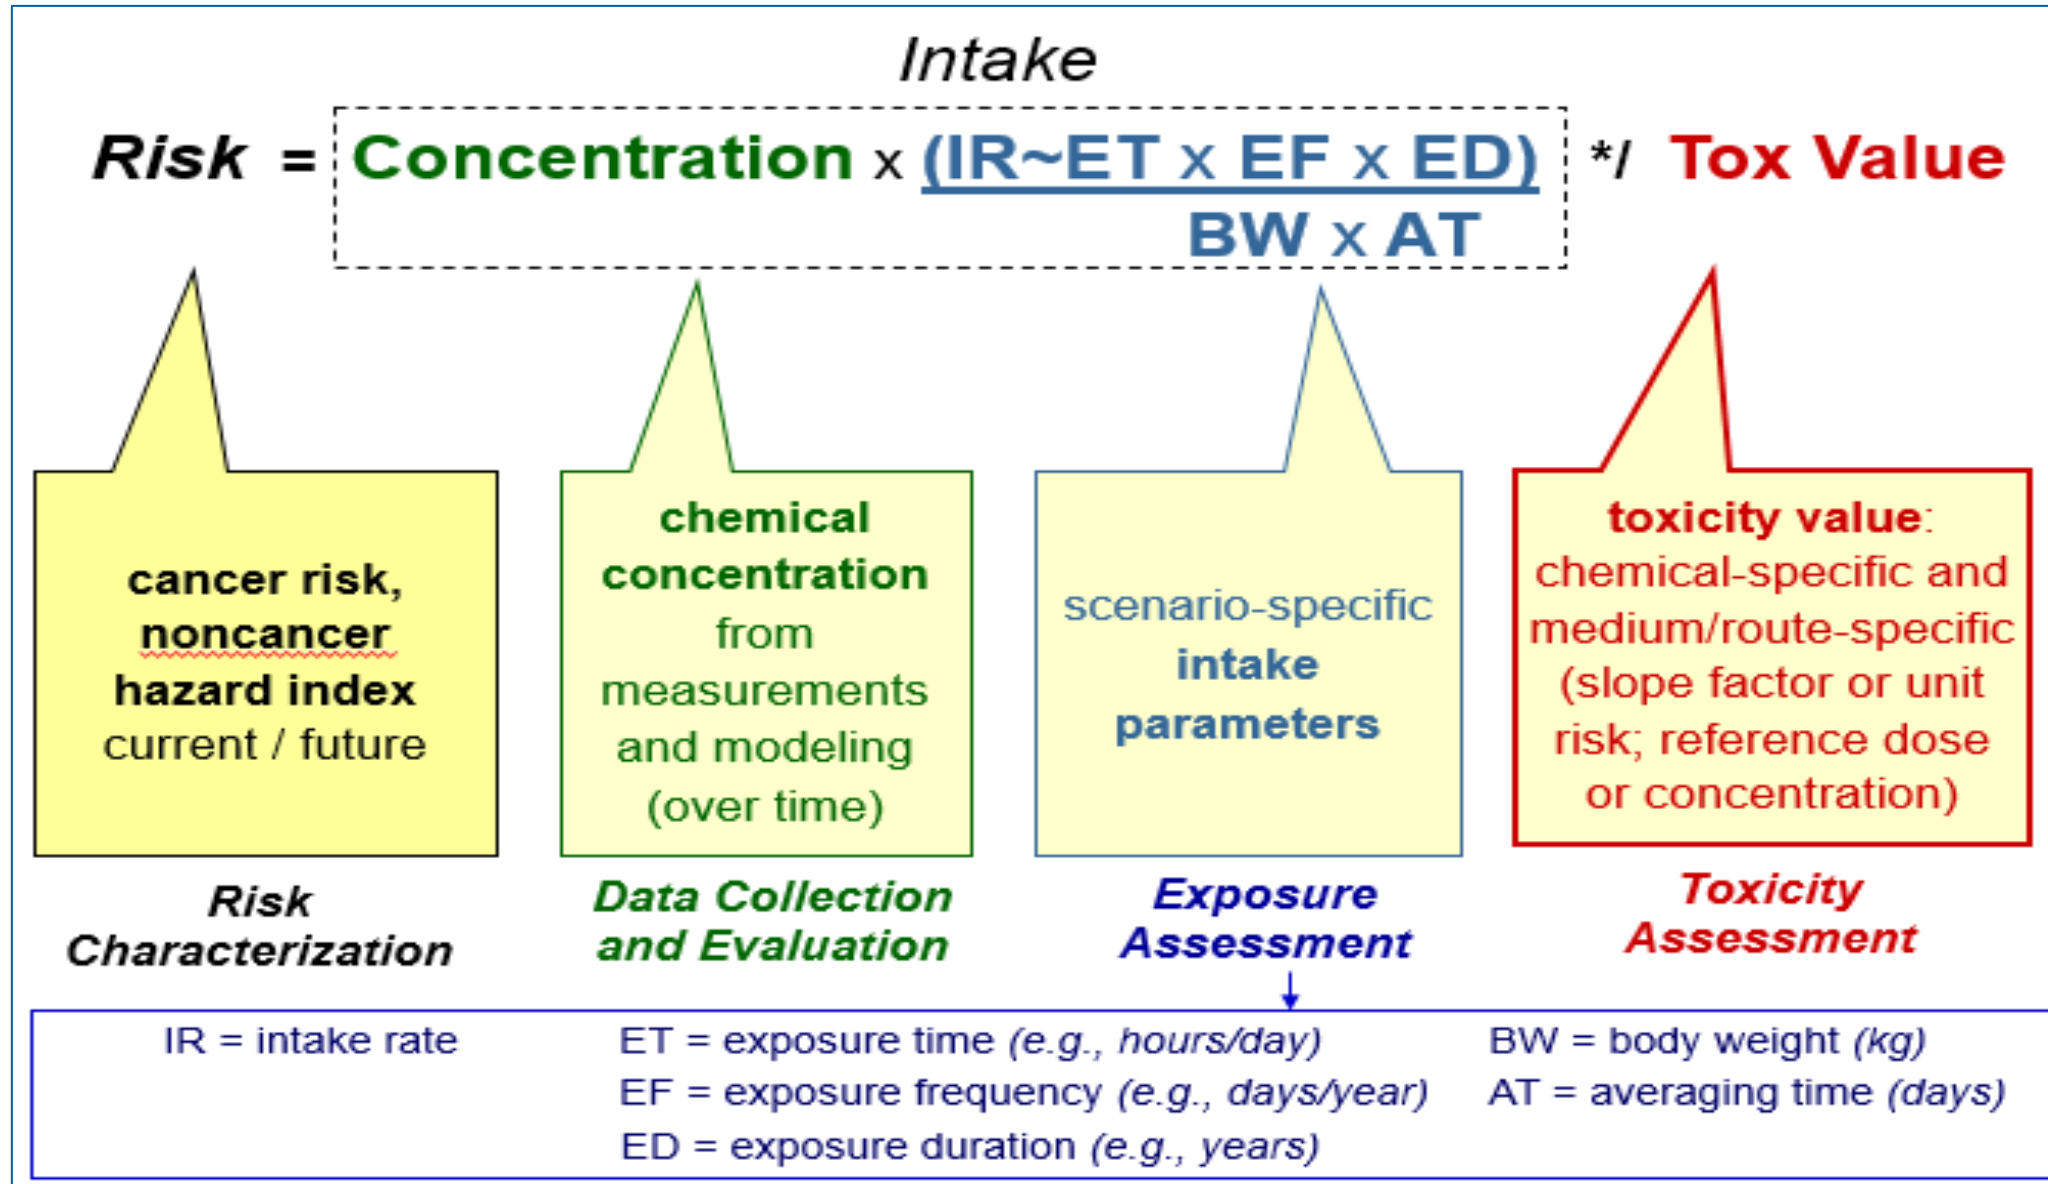 Intake
Risk = Concentration x (IR~ET x EF x ED) */ Tox Value
BW x AT
cancer risk,
noncancer
hazard index
current / future
chemical
concentration
from
measurements
and modeling
(over time)
scenario-specific
intake
parameters
toxicity value:
chemical-specific and
medium/route-specific
(slope factor or unit
risk; reference dose
or concentration)
Risk
Characterization
Data Collection
and Evaluation
Exposure
Assessment
Toxicity
Assessment
IR = intake rate
ET = exposure time (e.g., hours/day)
EF = exposure frequency (e.g., days/year)
ED = exposure duration (e.g., years)
BW = body weight (kg)
AT = averaging time (days)